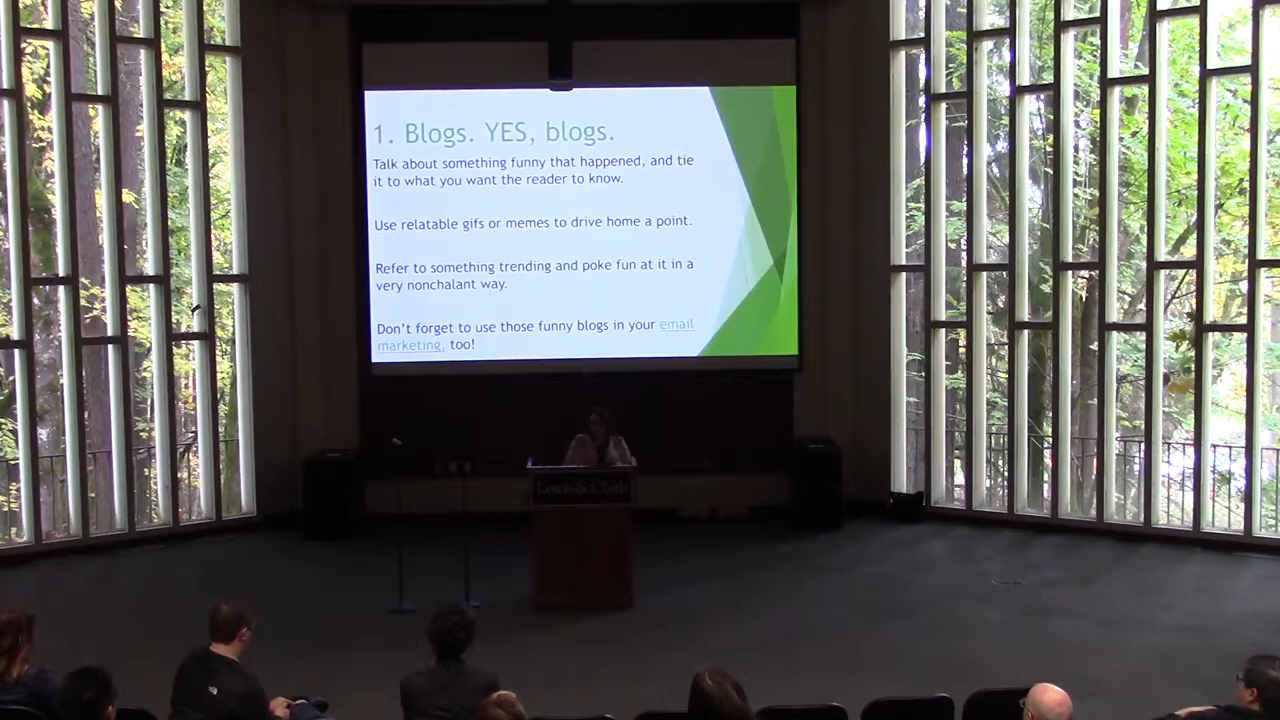 1. Blogs. YES, blogs.
Talk about something funny that happened, and tie
it to what you want the reader to know.
Use relatable gifs or memes to drive home a point.
Refer to something trending and poke fun at it in a
very nonchalant way.
Don't forget to use those funny blogs in your email
marketing, too!
Lewis & Clark